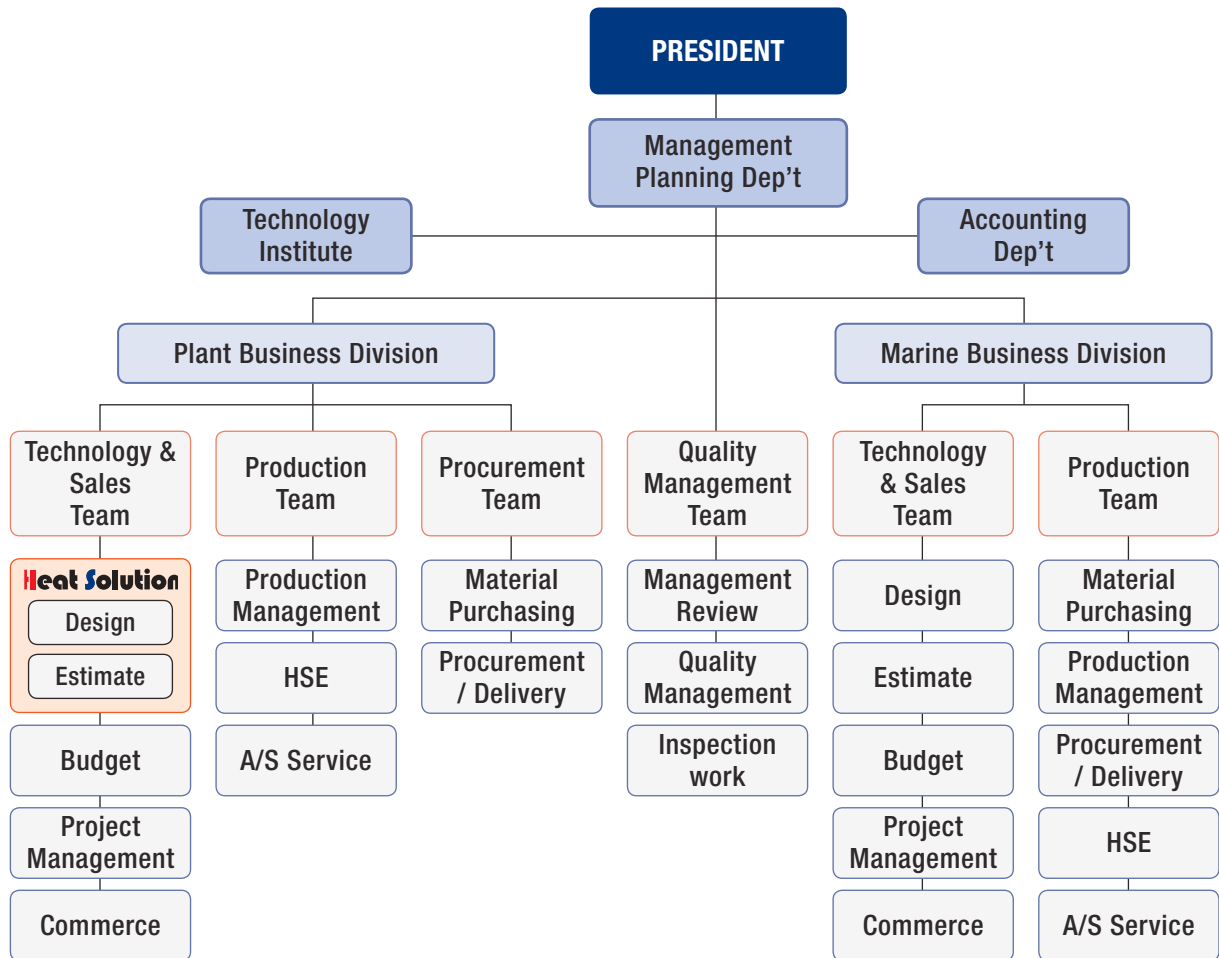 PRESIDENT
Management
Planning Dep’t
Technology
Institute
Accounting
Dep’t
Plant Business Division
Marine Business Division
Technology &
Sales
Team
Production
Team
Procurement
Team
Quality
Management
Team
Technology
& Sales
Team
Production
Team
Heat Solution
Design
Estimate
Budget
Project
Management
Commerce
Production
Management
HSE
A/S Service
Material
Purchasing
Procurement
/ Delivery
Management
Review
Quality
Management
Inspection
work
Design
Estimate
Budget
Project
Management
Commerce
Material
Purchasing
Production
Management
Procurement
/ Delivery
HSE
A/S Service